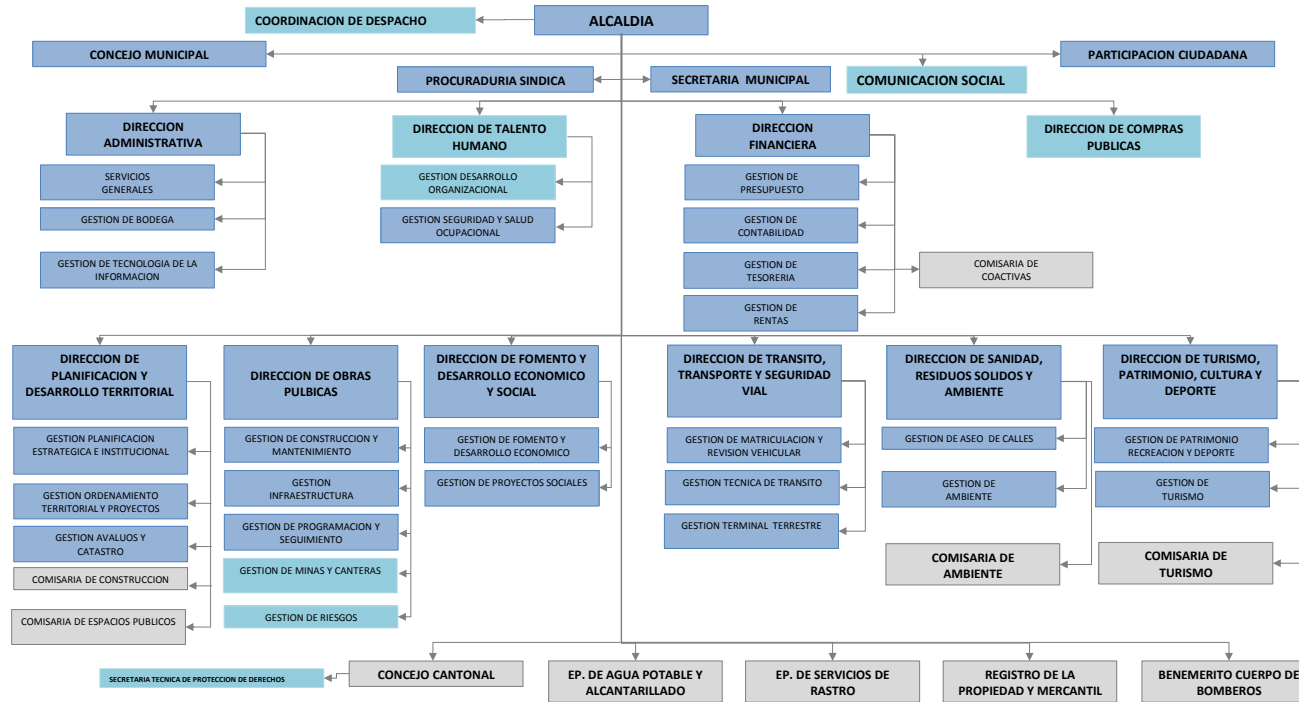 COORDINACION DE DESPACHO
ALCALDIA
CONCEJO MUNICIPAL
PARTICIPACION CIUDADANA
PROCURADURIA SINDICA
SECRETARIA MUNICIPAL
COMUNICACION SOCIAL
DIRECCION
ADMINISTRATIVA
DIRECCION DE TALENTO
HUMANO
DIRECCION
FINANCIERA
DIRECCION DE COMPRAS
PUBLICAS
SERVICIOS
GENERALES
GESTION DE BODEGA
GESTION DE TECNOLOGIA DE LA
INFORMACION
GESTION DESARROLLO
ORGANIZACIONAL
GESTION SEGURIDAD Y SALUD
OCUPACIONAL
GESTION DE
PRESUPUESTO
GESTION DE
CONTABILIDAD
GESTION DE
TESORERIA
GESTION DE
RENTAS
COMISARIA DE
COACTIVAS
DIRECCION DE
PLANIFICACION Y
DESARROLLO TERRITORIAL
GESTION PLANIFICACION
ESTRATEGICA E INSTITUCIONAL
GESTION ORDENAMIENTO
TERRITORIAL Y PROYECTOS
GESTION AVALUOS Y
CATASTRO
COMISARIA DE CONSTRUCCION
COMISARIA DE ESPACIOS PUBLICOS
DIRECCION DE OBRAS
PULBICAS
GESTION DE CONSTRUCCION Y
MANTENIMIENTO
GESTION
INFRAESTRUCTURA
GESTION DE PROGRAMACION Y
SEGUIMIENTO
GESTION DE MINAS Y CANTERAS
GESTION DE RIESGOS
DIRECCION DE FOMENTO Y
DESARROLLO ECONOMICO
Y SOCIAL
GESTION DE FOMENTO Y
DESARROLLO ECONOMICO
GESTION DE PROYECTOS SOCIALES
DIRECCION DE TRANSITO,
TRANSPORTE Y SEGURIDAD
VIAL
GESTION DE MATRICULACION Y
REVISION VEHICULAR
GESTION TECNICA DE TRANSITO
GESTION TERMINAL TERRESTRE
DIRECCION DE SANIDAD,
RESIDUOS SOLIDOS Y
AMBIENTE
GESTION DE ASEO DE CALLES
GESTION DE
AMBIENTE
COMISARIA DE
AMBIENTE
DIRECCION DE TURISMO,
PATRIMONIO, CULTURA Y
DEPORTE
GESTION DE PATRIMONIO
RECREACION Y DEPORTE
GESTION DE
TURISMO
COMISARIA DE
TURISMO
SECRETARIA TECNICA DE PROTECCION DE DERECHOS
CONCEJO CANTONAL
EP. DE AGUA POTABLE Y
ALCANTARILLADO
EP. DE SERVICIOS DE
RASTRO
REGISTRO DE LA
PROPIEDAD Y MERCANTIL
BENEMERITO CUERPO DE
BOMBEROS